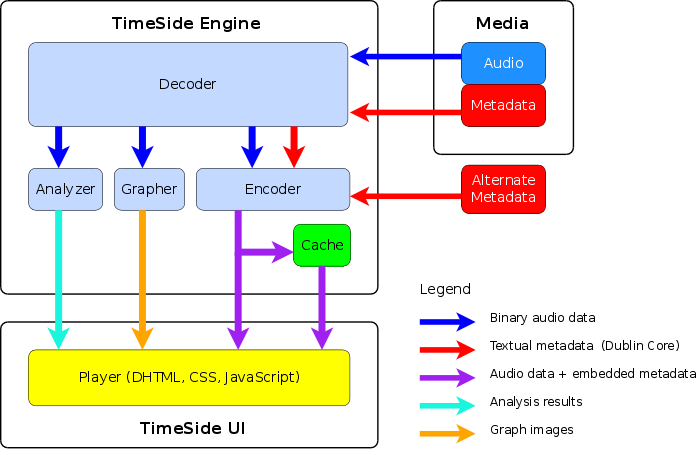 TimeSide Engine
Media
Decoder
Audio
Metadata
Analyzer
Grapher
Encoder
Alternate
Metadata
Cache
Legend
Binary audio data
Textual metadata  (Dublin Core)
Audio data + embedded metadata
Analysis results
Graph images
Player (DHTML, CSS, JavaScript)
TimeSide UI